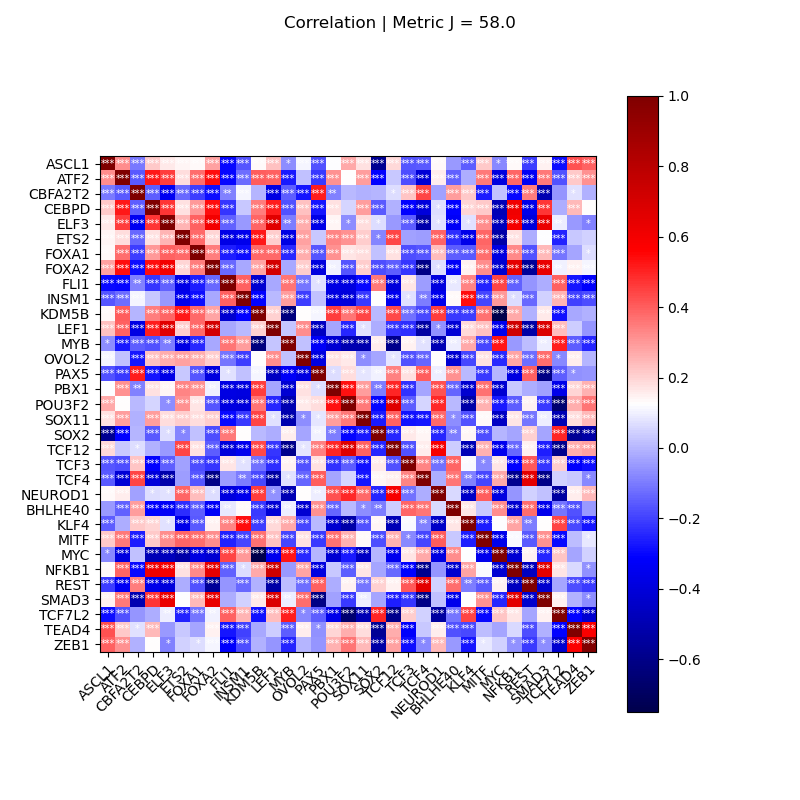 Correlation | Metric J = 58.0
ASCL1
ATF2
CBFA2T2
CEBPD
ELF3
ETS2
FOXA1
FOXA2
FLI1
INSM1
KDM5B
LEF1
MYB
OVOL2
PAX5
PBX1
POU3F2
SOX11
SOX2
TCF12
TCF3
TCF4
NEUROD1
BHLHE40
KLF4
MITF
MYC
NFKB1
REST
SMAD3
TCF7L2
TEAD4
ZEB1
ASCL1
ATF2
CBFA2T2
CEBPD
ELF3
ETS2
FOXA1
FOXA2
FLI1
INSM1
KDM5B
LEF1
MYB
OVOL2
PAX5
PBX1
POU3F2
SOX11
SOX2
TCF12
TCF3
TCF4
NEUROD1
BHLHE40
KLF4
MITF
MYC
NFKB1
REST
SMAD3
TCF7L2
TEAD4
ZEB1
1.0
0.8
0.6
0.4
0.2
0.0
−0.2
−0.4
−0.6